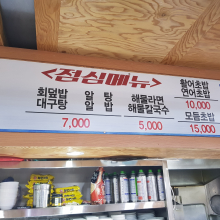 <점심메뉴>
회덮밥 알 탕
대구탕 알 밥
7,000
해물라면
해물칼국수
5,000
활어초밥
연어초밥
10,000
모듬초밥
15,000